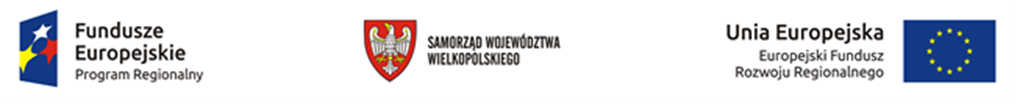 Fundusze
Europejskie
Program Regionalny
SAMORZĄD WOJEWÓDZTWA
WIELKOPOLSKIEGO
Unia Europejska
Europejski Fundusz
Rozwoju Regionalnego